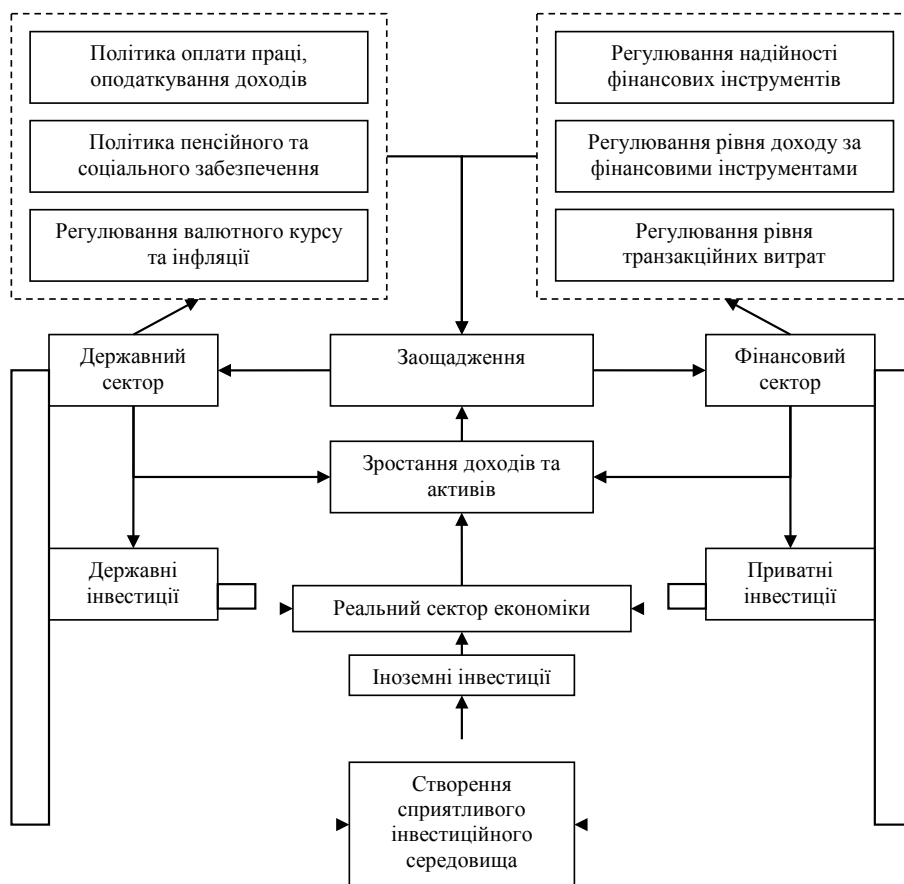 Політика оплати праці,
оподаткування доходів
Політика пенсійного та
соціального забезпечення
Регулювання валютного курсу
та інфляції
Регулювання надійності
фінансових інструментів
Регулювання рівня доходу за
фінансовими інструментами
Регулювання рівня
транзакційних витрат
Державний
сектор
Заощадження
Фінансовий
сектор
Зростання доходів та
активів
Державні
інвестиції
Реальний сектор економіки
Приватні
інвестиції
Іноземні інвестиції
Створення
сприятливого
інвестиційного
середовища